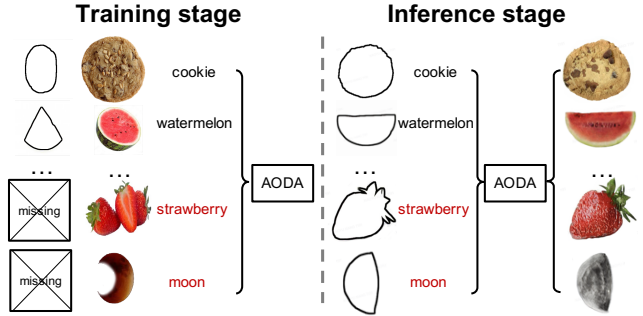 Training stage
Inference stage
cookie
cookie
watermelon
watermelon
...
...
...
...
AODA
AODA
missing
strawberry
strawberry
missing
moon
moon